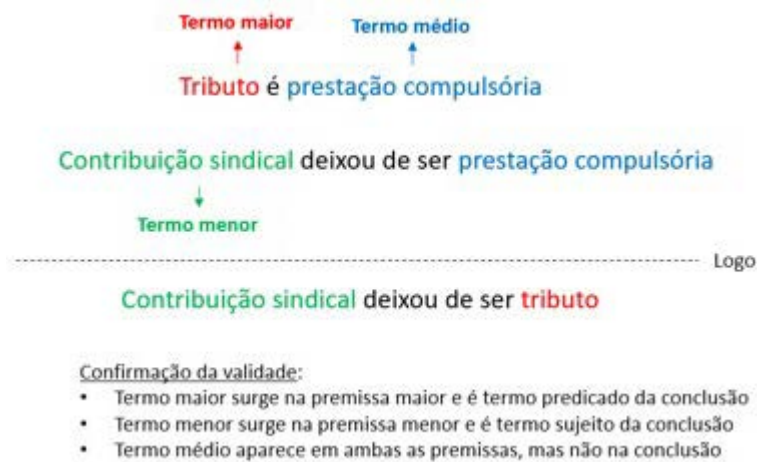 Termo maior Termo médio
Tributo é prestação compulsória
Contribuição sindical deixou de ser prestação compulsória
Termo menor
Logo
Contribuição sindical deixou de ser tributo
Confirmação da validade:
• Termo maior surge na premissa maior e é termo predicado da conclusão
• Termo menor surge na premissa menor e é termo sujeito da conclusão
• Termo médio aparece em ambas as premissas, mas não na conclusão